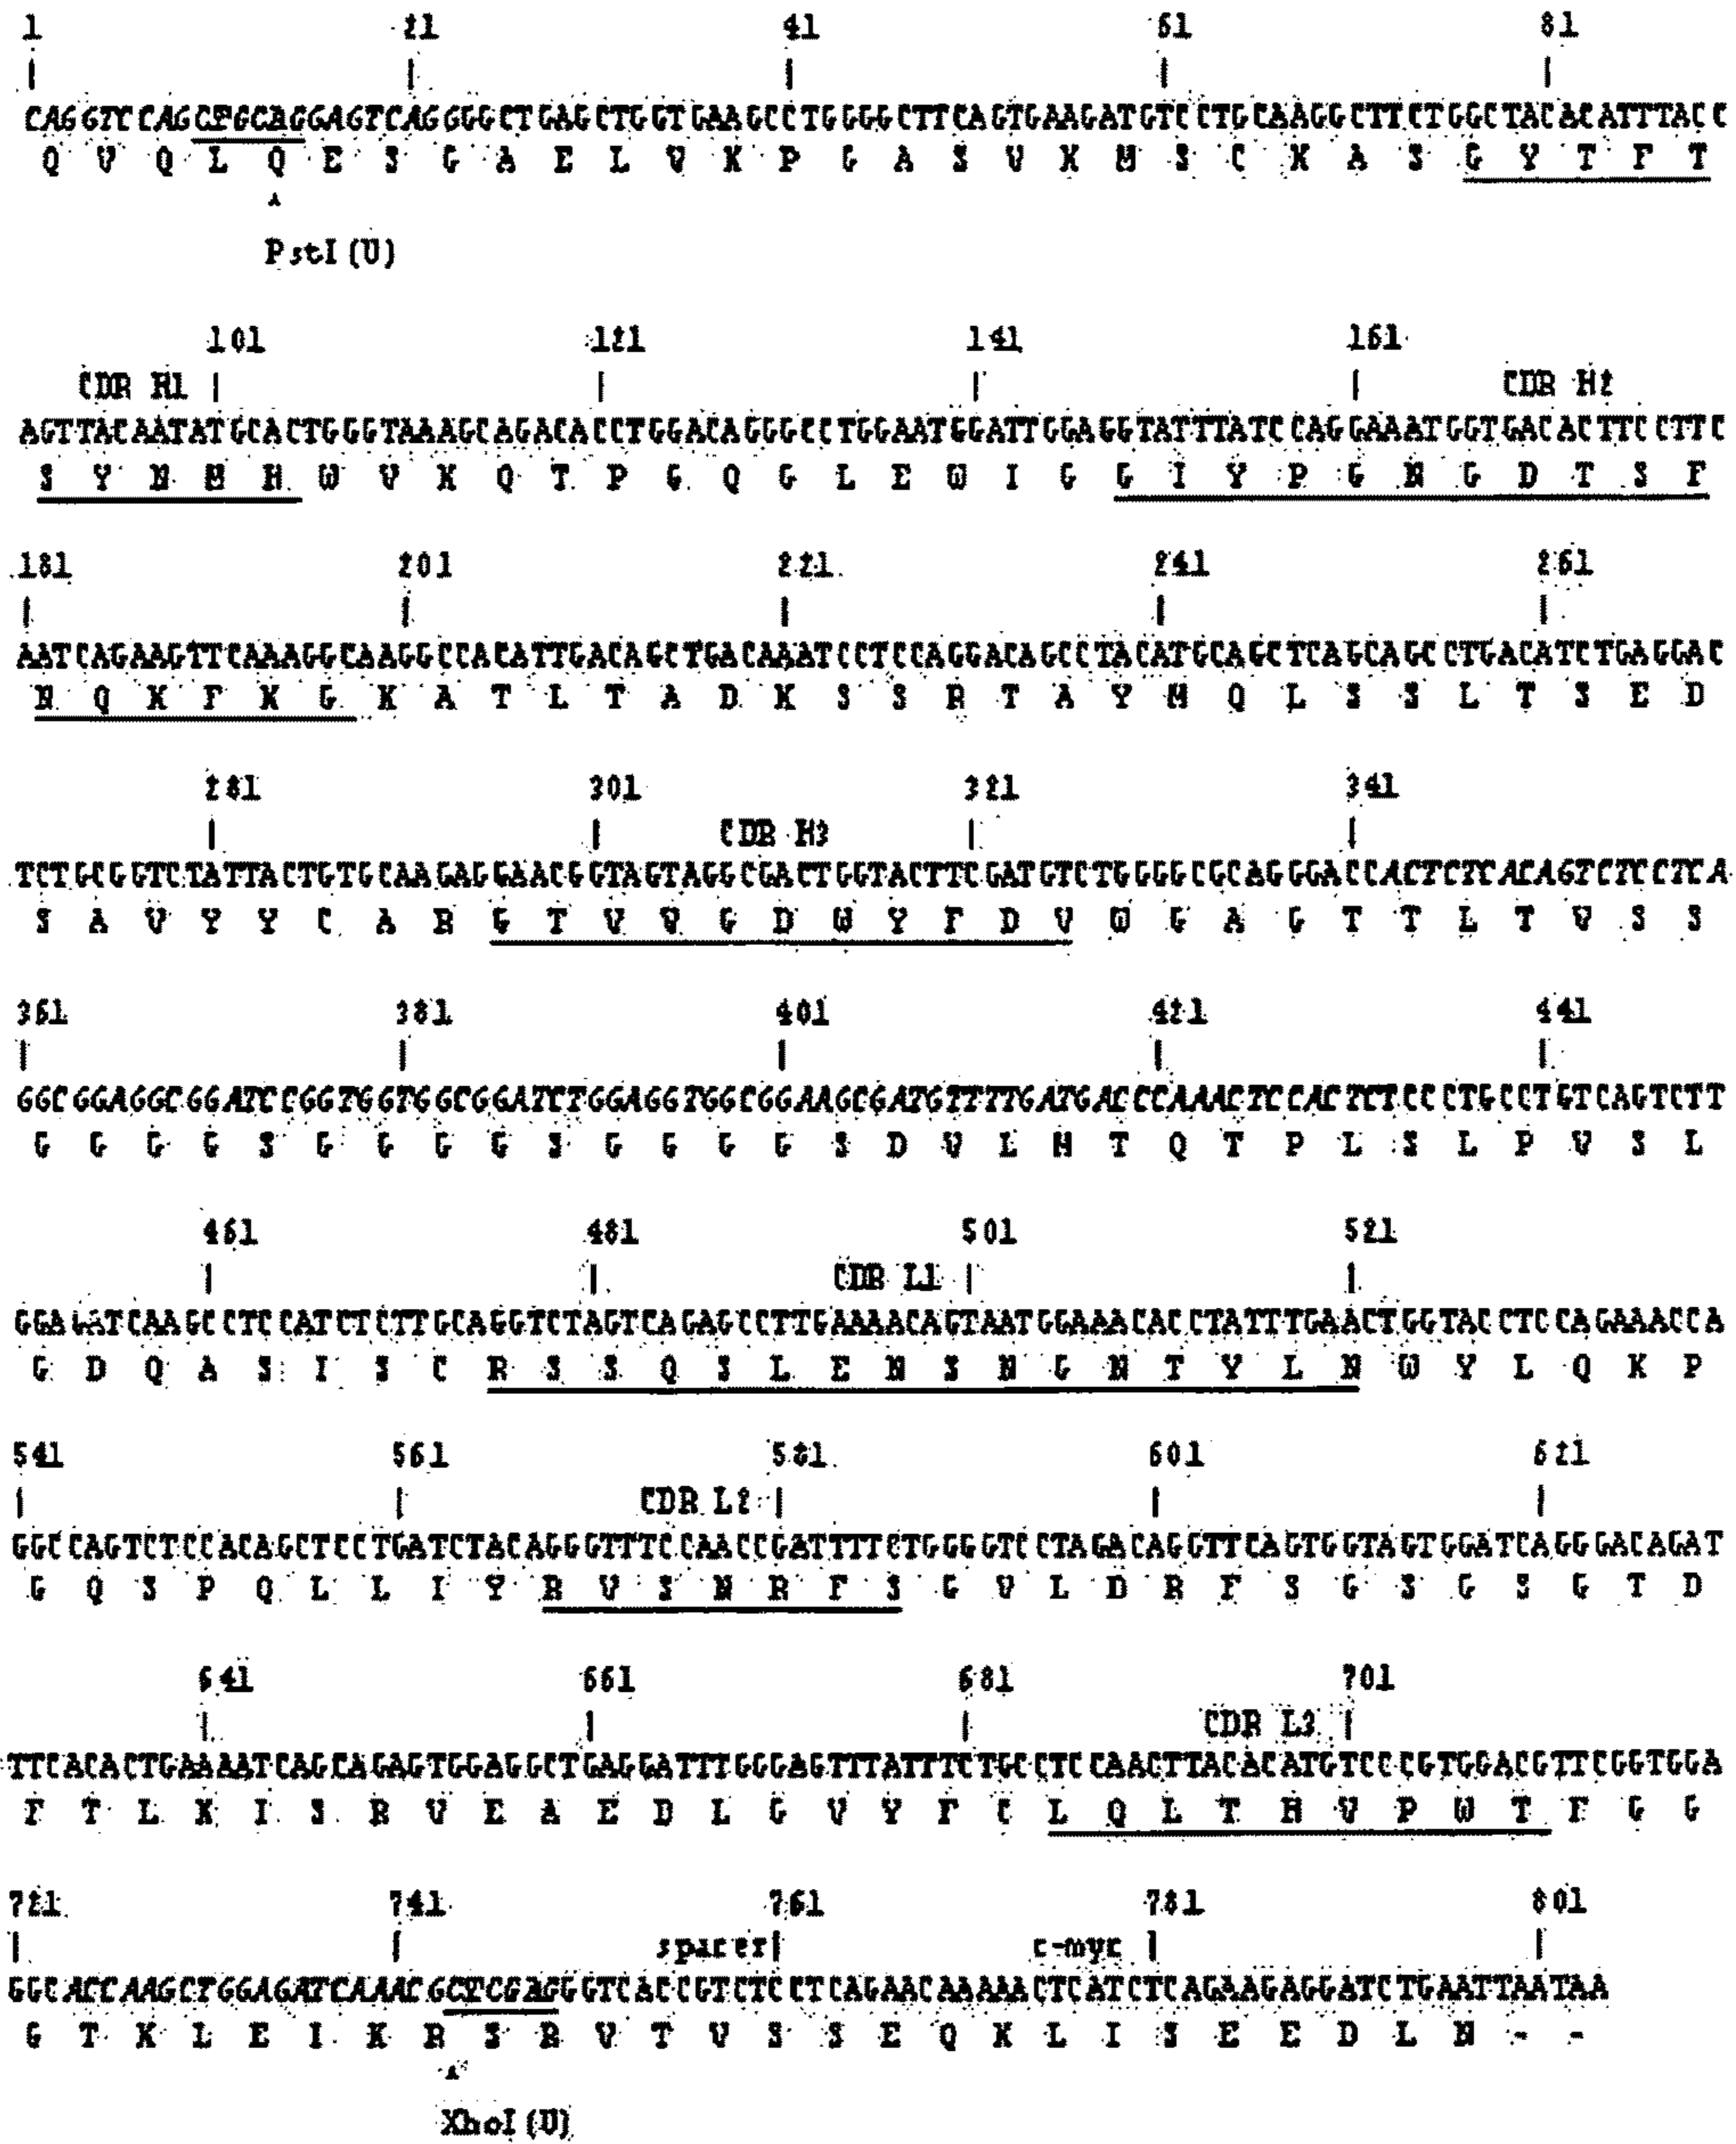 1 21 41 61 81
CAGGTCCAGCTGCAGGAGTCAGGGGCTGAGCTGGTGAAGCCTGGGGCTTCAGTGAAGATGTCCTGCAAGGCTTCTGGCTACACATTTACC
Q V Q L Q E S G A E L V K P G A S V K M S C K A S G Y T F T
PstI (U)
101 121 141 161
CDR H1 CDR H2
AGTTACAATATGCACTGGGTAAAGCAGACACCTGGACAGGGCCTGGAATGGATTGGAGGTATTTATCCAGGAAATGGTGACACTTCCTTC
S Y N M H W V K Q T P G Q G L E W I G G I Y P G N G D T S F
181 201 221 241 261
AATCAGAAGTTCAAAGGCAAGGCCACATTGACAGCTGACAAATCCTCCAGGACAGCCTACATGCAGCTCAGCAGCCTGACATCTGAGGAC
N Q K F K G K A T L T A D K S S R T A Y M Q L S S L T S E D
281 301 321 341
CDR H3
TCTGCGGTCTATTACTGTGCAAGAGGAACGGTAGTAGGCGACTGGTACTTCGATGTCTGGGGCGCAGGGACCACTCTCACAGTCTCCTCA
S A V Y Y C A R G T V V G D W Y F D V W G A G T T L T V S S
361 381 401 421 441
GGCGGAGGCGGATCCGGTGGTGGCGGATCTGGAGGTGGCGGAAGCGATGTTTTGATGACCCAAACTCCACTCTCCCTGCCTGTCAGTCTT
G G G G S G G G G S G G G G S D V L M T Q T P L S L P V S L
461 481 501 521
CDR L1
GGAGATCAAGCCTCCATCTCTTGCAGGTCTAGTCAGAGCCTTGAAAACAGTAATGGAAACACCTATTTGAACTGGTACCTCCAGAAACCA
G D Q A S I S C R S S Q S L E N S N G N T Y L N W Y L Q K P
541 561 581 601 621
CDR L2
GGCCAGTCTCCACAGCTCCTGATCTACAGGGTTTCCAACCGATTTTCTGGGGTCCTAGACAGGTTCAGTGGTAGTGGATCAGGGACAGAT
G Q S P Q L L I Y R V S N R F S G V L D R F S G S G S G T D
641 661 681 701
CDR L3
TTCACACTGAAAATCAGCAGAGTGGAGGCTGAGGATTTGGGAGTTTATTTCTGCCTCCAACTTACACATGTCCCGTGGACGTTCGGTGGA
F T L K I S R V E A E D L G V Y F C L Q L T H V P W T F G G
721 741 761 781 801
spacer c-myc
GGCACCAAGCTGGAGATCAAACGCTCGAGGGTCACCGTCTCCTCAGAACAAAAACTCATCTCAGAAGAGGATCTGAATTAATAA
G T K L E I K R S R V T V S S E Q K L I S E E D L N - -
XhoI (U)